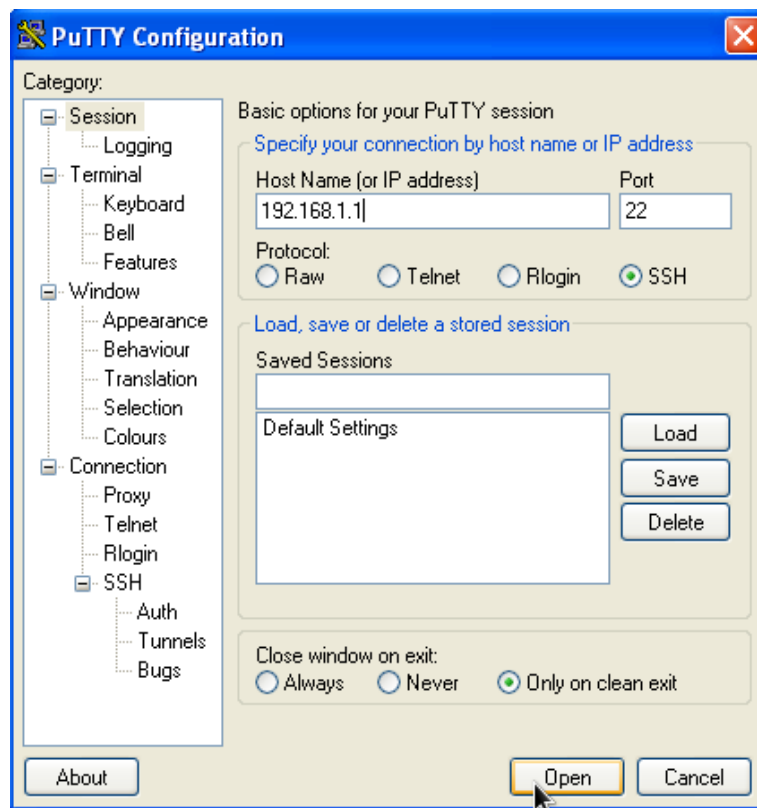 PuTTY Configuration
Category:
Session
Logging
Terminal
Keyboard
Bell
Features
Window
Appearance
Behaviour
Translation
Selection
Colours
Connection
Proxy
Telnet
Rlogin
SSH
Auth
Tunnels
Bugs
Basic options for your PuTTY session
Specify your connection by host name or IP address
Host Name (or IP address) Port
192.168.1.1 22
Protocol:
Raw Telnet Rlogin SSH
Load, save or delete a stored session
Saved Sessions
Default Settings
Load
Save
Delete
Close window on exit:
Always Never Only on clean exit
About Open Cancel